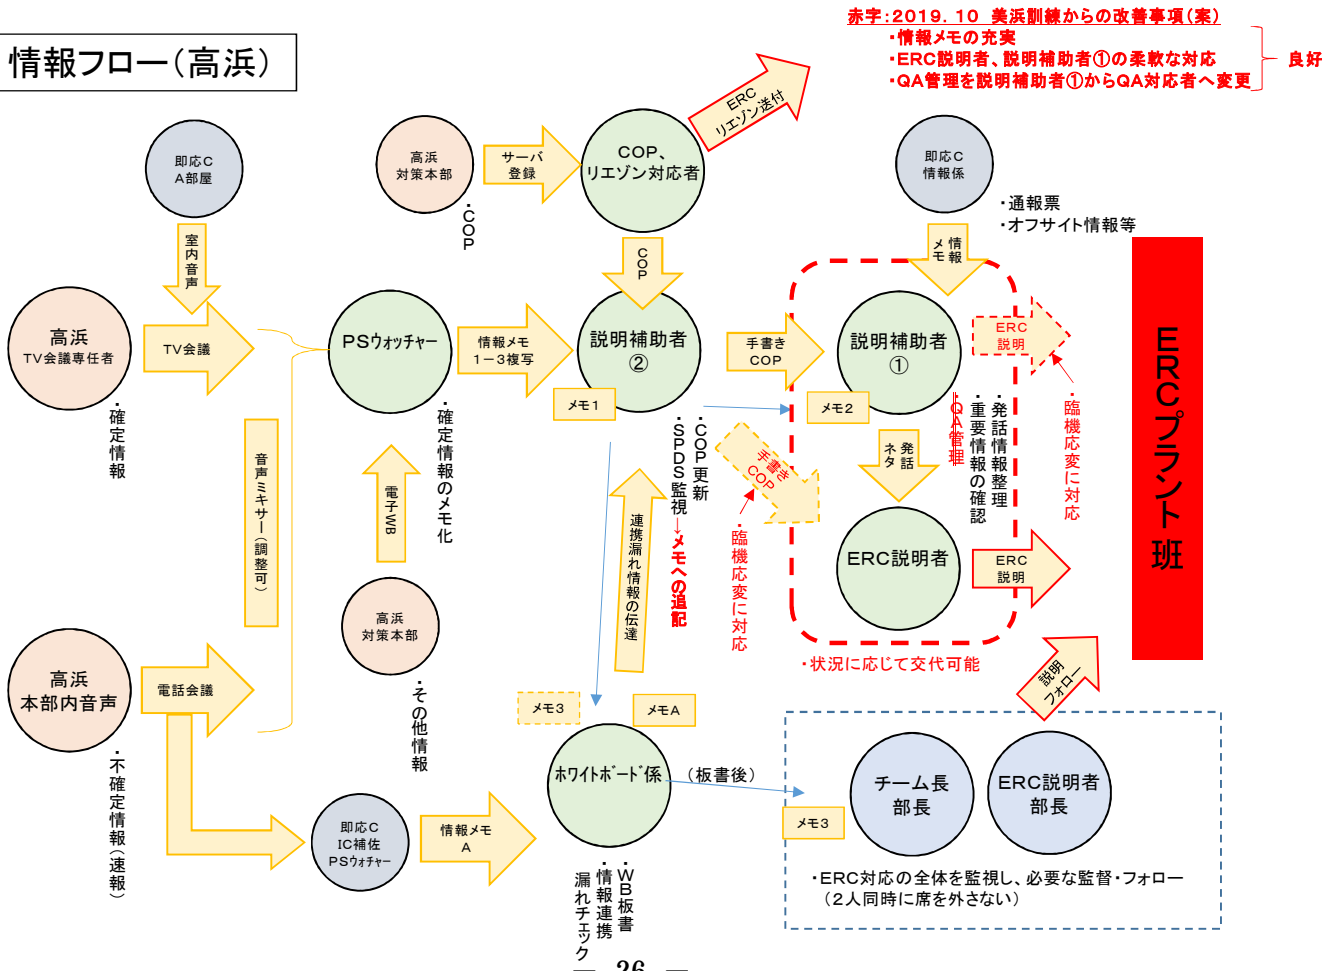 赤字：２０１９．１０ 美浜訓練からの改善事項（案）
・情報メモの充実
・ERC説明者、説明補助者①の柔軟な対応
・QA管理を説明補助者①からQA対応者へ変更
良好
情報フロー（高浜）
ERC
リエゾン送付
即応C
A部屋
高浜
対策本部
・COP
サーバ
登録
COP、
リエゾン対応者
即応C
情報係
・通報票
・オフサイト情報等
室内音声
COP
情報
メモ
高浜
TV会議専任者
・確定情報
TV会議
PSウォッチャー
・確定情報のメモ化
情報メモ
１－３複写
説明補助者
②
メモ１
・COP更新
・SPDS監視→メモへの追記
手書き
COP
説明補助者
①
メモ２
ERC
説明
・臨機応変に対応
・発話情報整理
・重要情報の確認
・QA管理
発話
ネタ
手書き
COP
・臨機応変に対応
ERCプラント班
音声ミキサー（調整可）
電子WB
連携漏れ情報の伝達
ERC説明者
ERC
説明
高浜
対策本部
・その他情報
・状況に応じて交代可能
高浜
本部内音声
・不確定情報（速報）
電話会議
説明
フォロー
メモ３
メモA
ホワイトボード係
（板書後）
・WB板書
・情報連携
漏れチェック
チーム長
部長
ERC説明者
部長
メモ３
即応C
IC補佐
PSウォチャー
情報メモ
A
・ERC対応の全体を監視し、必要な監督・フォロー
（２人同時に席を外さない）
― 26 ―